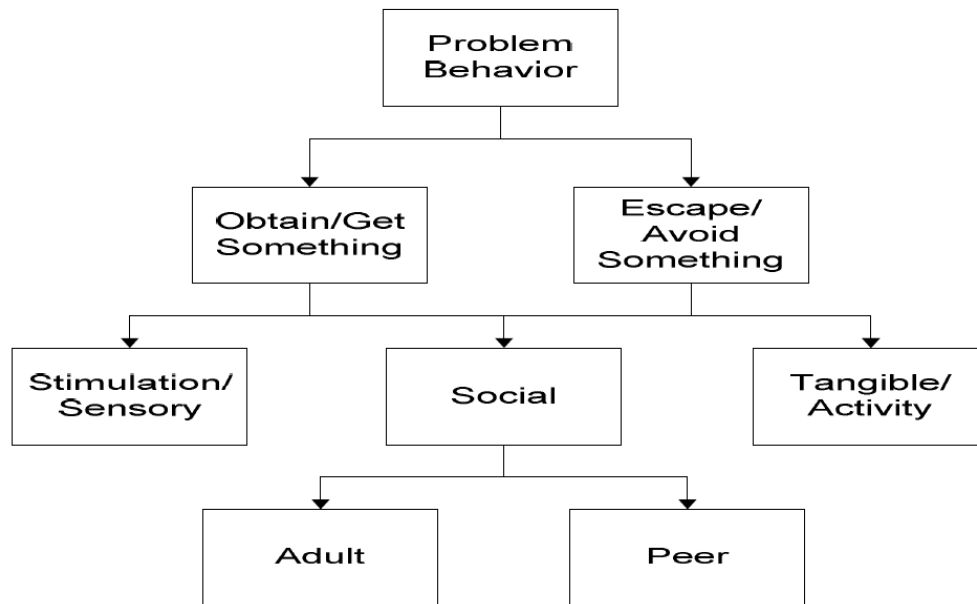 Problem
Behavior
Obtain/Get
Something
Escape/
Avoid
Something
Stimulation/
Sensory
Social
Tangible/
Activity
Adult
Peer